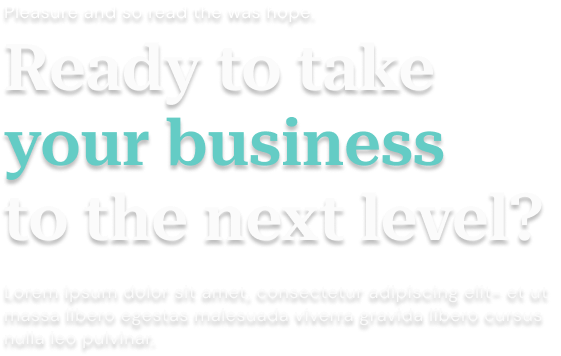 Pleasure and so read the was hope.
Ready to take
your business
to the next level?
Lorem ipsum dolor sit amet, consectetur adipiscing elit- et ut
massa libero egestas malesuada viverra gravida libero cursus
nulla leo pulvinar.